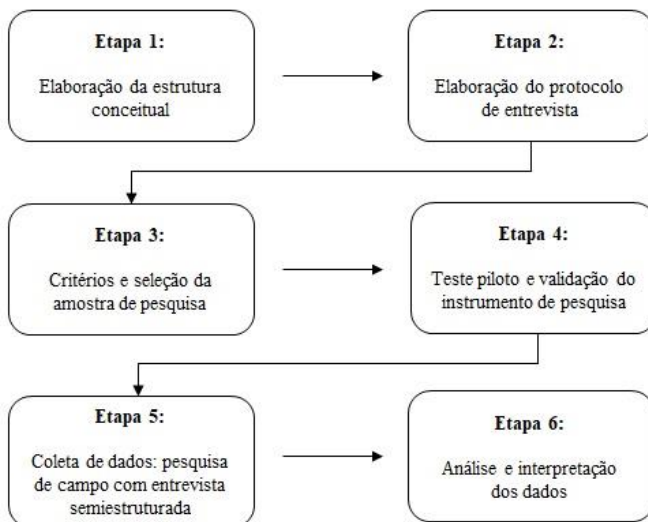 Etapa 1:
Elaboração da estrutura
conceitual
Etapa 2:
Elaboração do protocolo
de entrevista
Etapa 3:
Critérios e seleção da
amostra de pesquisa
Etapa 4:
Teste piloto e validação do
instrumento de pesquisa
Etapa 5:
Coleta de dados: pesquisa
de campo com entrevista
semiestruturada
Etapa 6:
Análise e interpretação
dos dados